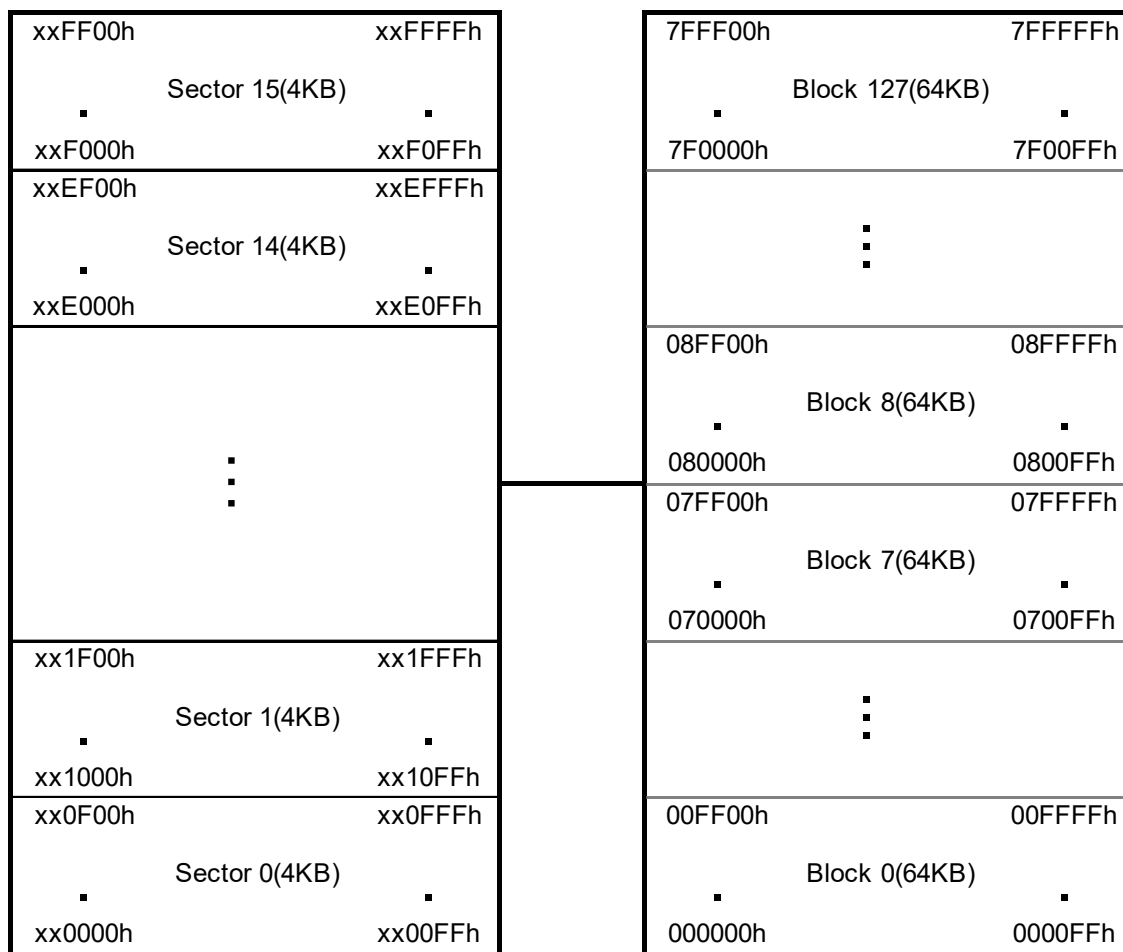 xxFF00h xxFFFFh
Sector 15(4KB)
xxF000h xxF0FFh
xxEF00h xxEFFFh
Sector 14(4KB)
xxE000h xxE0FFh
xx1F00h xx1FFFh
Sector 1(4KB)
xx1000h xx10FFh
xx0F00h xx0FFFh
Sector 0(4KB)
xx0000h xx00FFh
7FFF00h 7FFFFFh
Block 127(64KB)
7F0000h 7F00FFh
08FF00h 08FFFFh
Block 8(64KB)
080000h 0800FFh
07FF00h 07FFFFh
Block 7(64KB)
070000h 0700FFh
00FF00h 00FFFFh
Block 0(64KB)
000000h 0000FFh